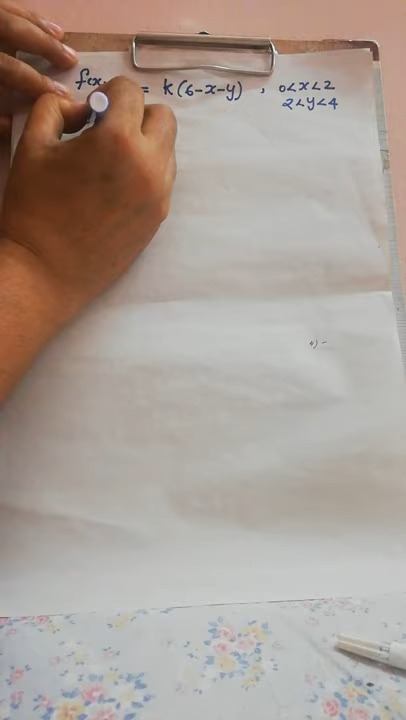 f(x, = k(6-x-y) , 0<x<2
2<y<4